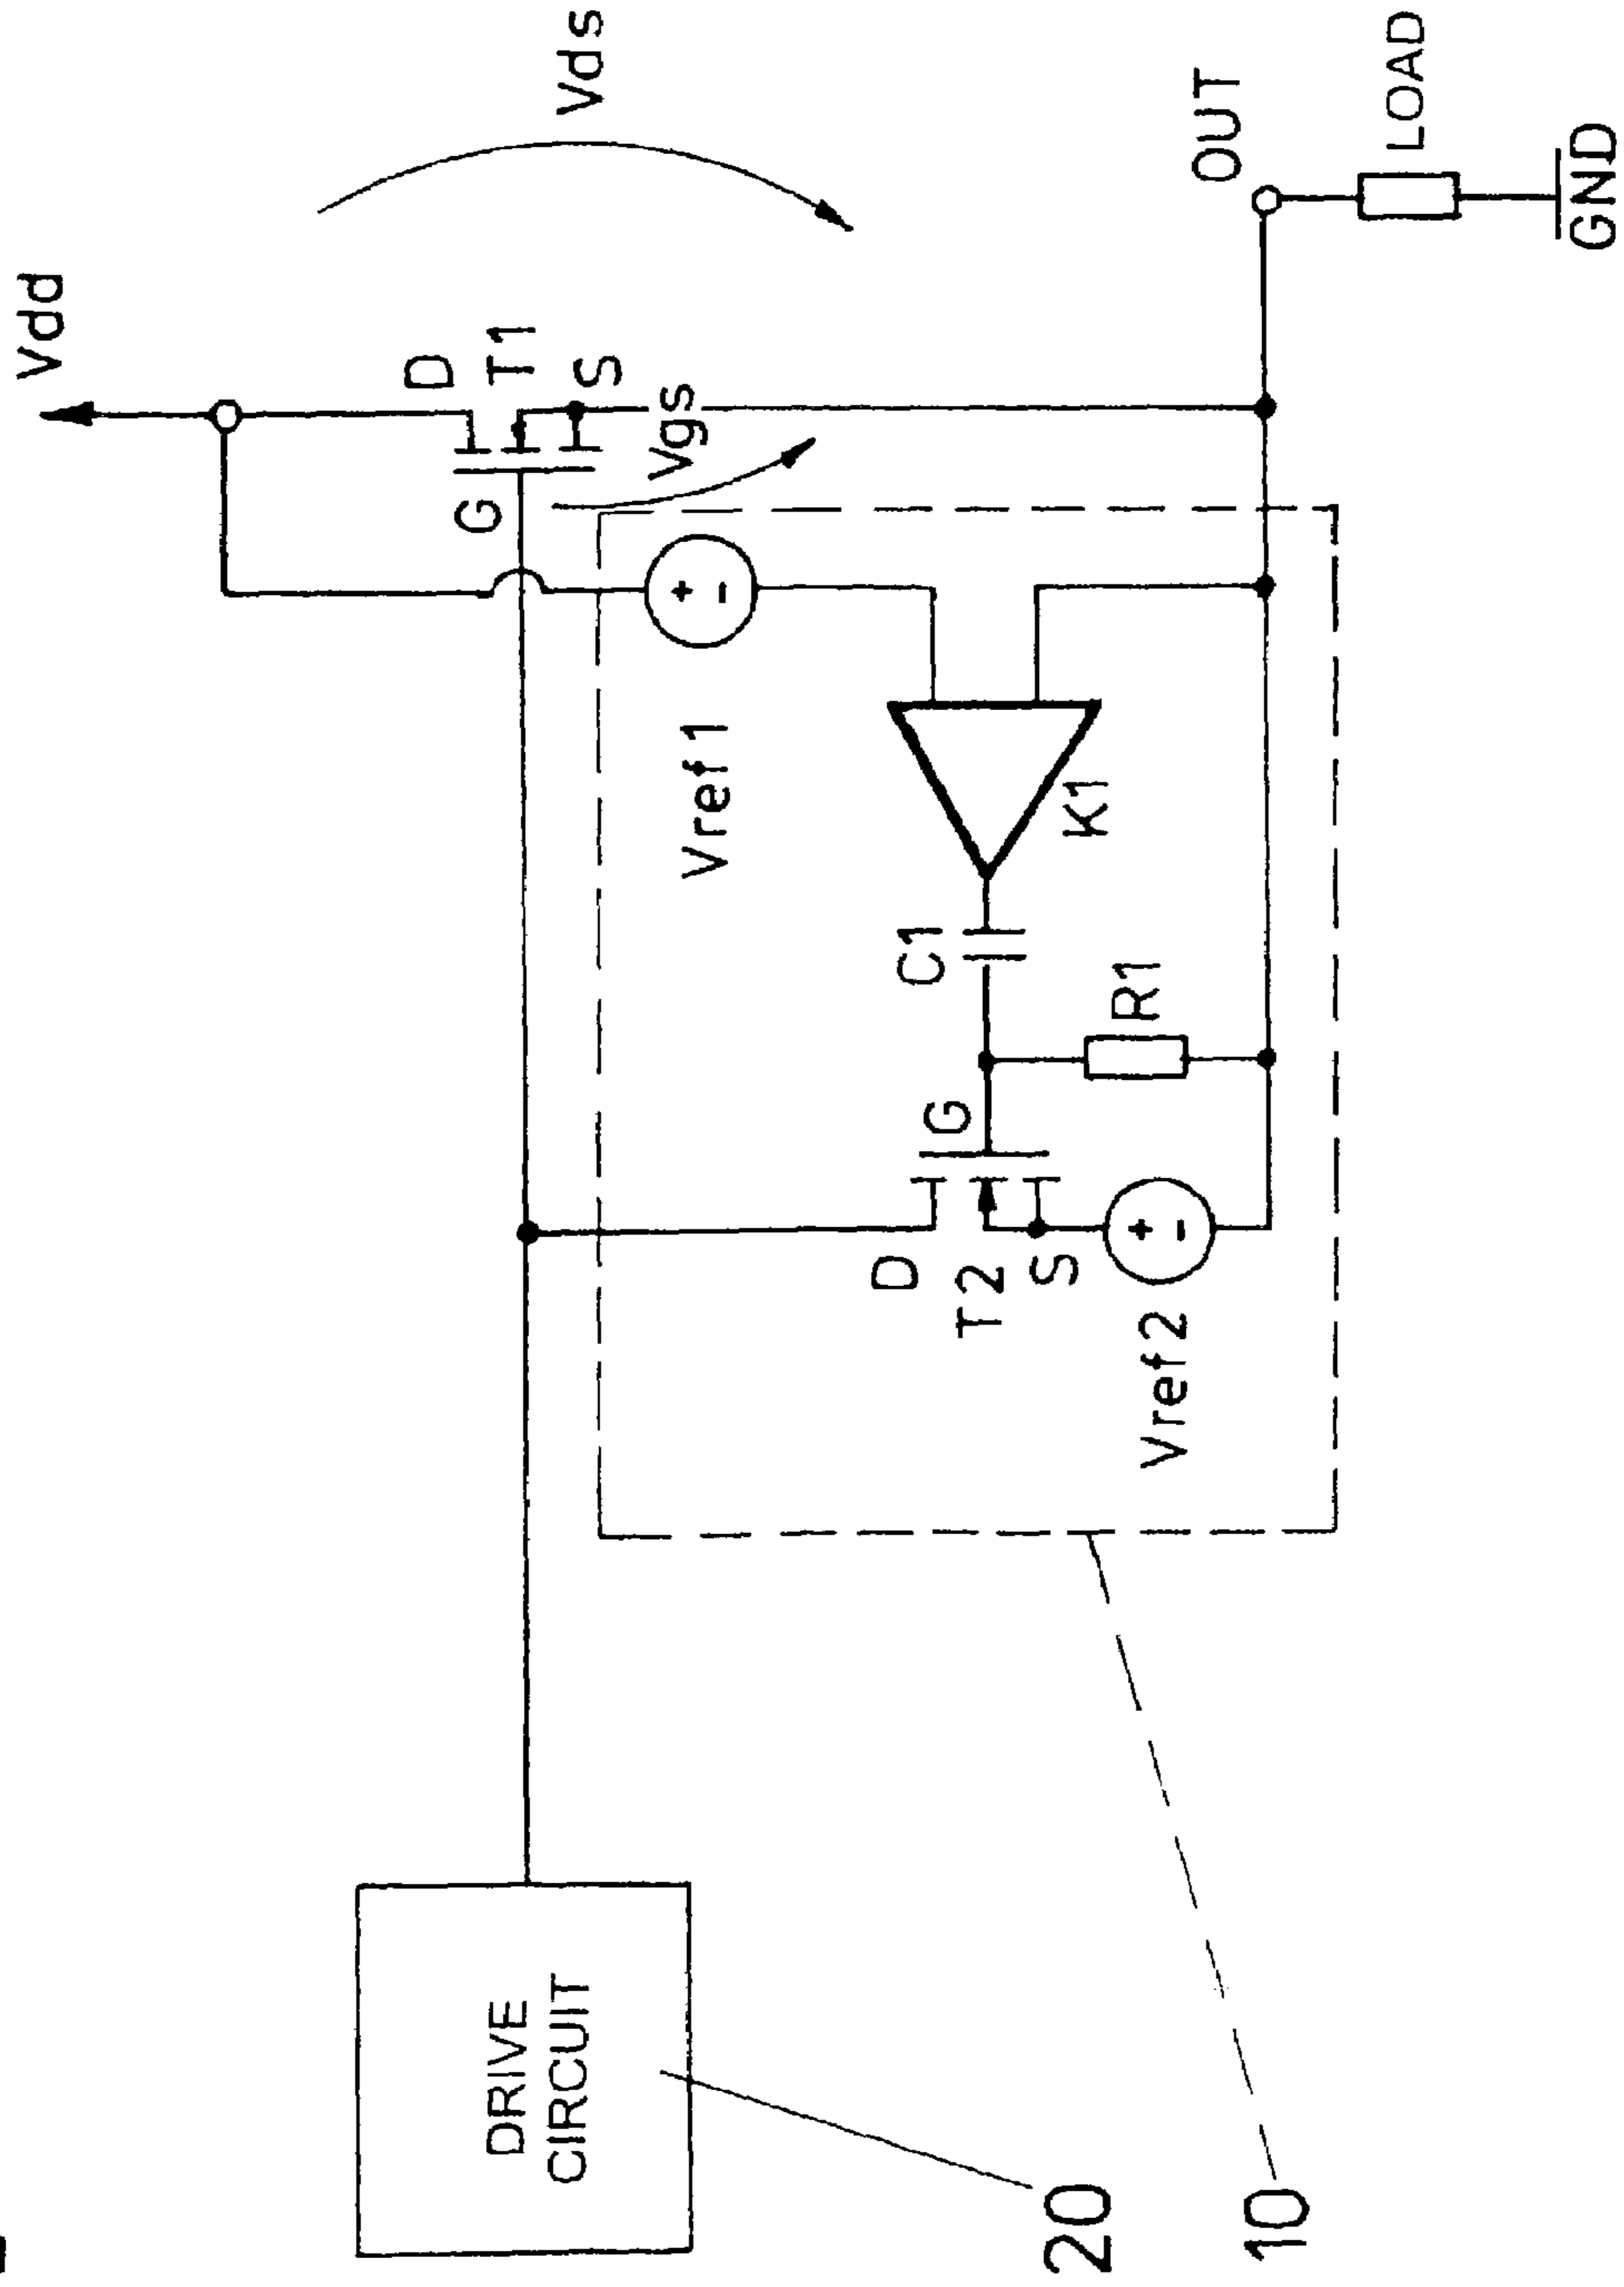 Vdd
Vds
D
T1
S
G
Vgs
OUT
LOAD
GND
+
-
Vref1
K1
C1
R1
G
D
T2
S
+
-
Vref2
DRIVE
CIRCUIT
20
10